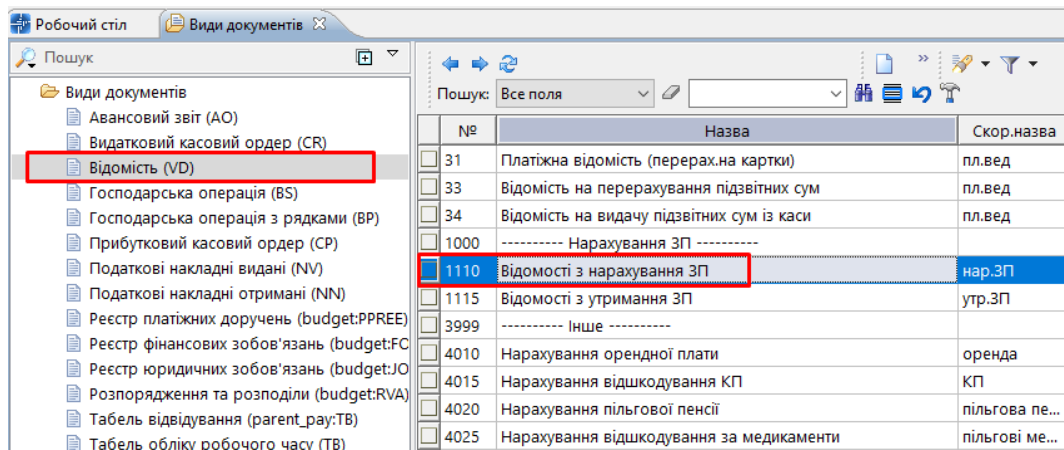 Робочий стіл
Види документів
Пошук
Види документів
Авансовий звіт (АО)
Видатковий касовий ордер (CR)
Відомість (VD)
Господарська операція (BS)
Господарська операція з рядками (BP)
Прибутковий касовий ордер (CP)
Податкові накладні видані (NV)
Податкові накладні отримані (NN)
Реєстр платіжних доручень (budget:PPREE)
Реєстр фінансових зобов'язань (budget:FC
Реєстр юридичних зобов'язань (budget:JO
Розпорядження та розподіли (budget:RVA)
Табель відвідування (parent_pay:TB)
Табель обліку робочого часу (TB)
Пошук: Все поля
№ Назва Скор.назва
31 Платіжна відомість (перерах.на картки) пл.вед
33 Відомість на перерахування підзвітних сум пл.вед
34 Відомість на видачу підзвітних сум із каси пл.вед
1000 ---------- Нарахування ЗП ----------
1110 Відомості з нарахування ЗП нар.ЗП
1115 Відомості з утримання ЗП утр.ЗП
3999 ---------- Інше ----------
4010 Нарахування орендної плати оренда
4015 Нарахування відшкодування КП КП
4020 Нарахування пільгової пенсії пільгова пе...
4025 Нарахування відшкодування за медикаменти пільгові ме...